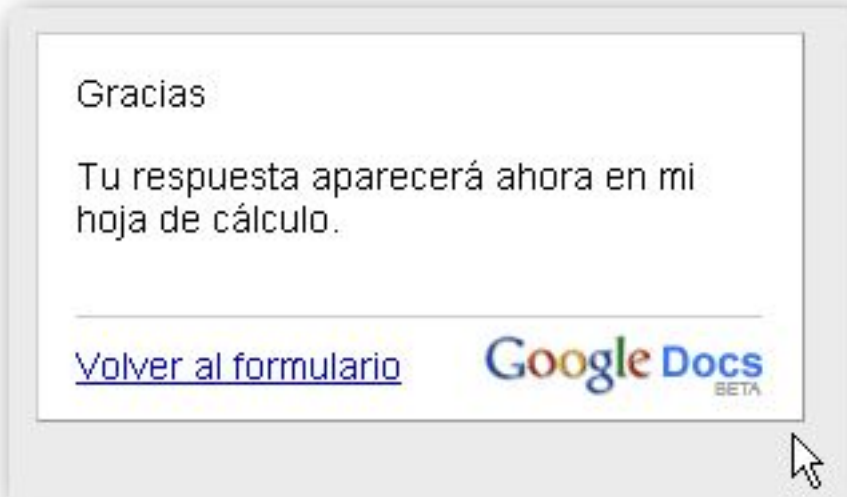 Gracias
Tu respuesta aparecerá ahora en mi
hoja de cálculo.
Volver al formulario
Google Docs
BETA